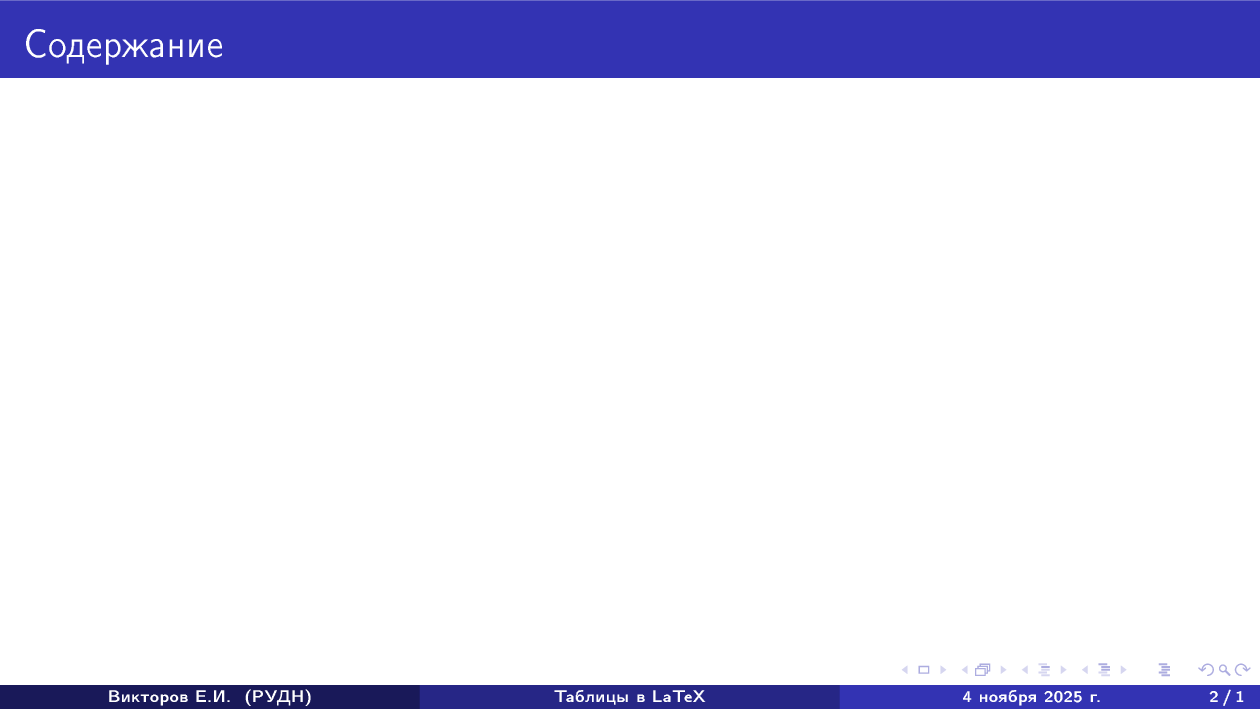 Содержание
Викторов Е.И. (РУДН) Таблицы в LaTeX 4 ноября 2025 г. 2 / 1